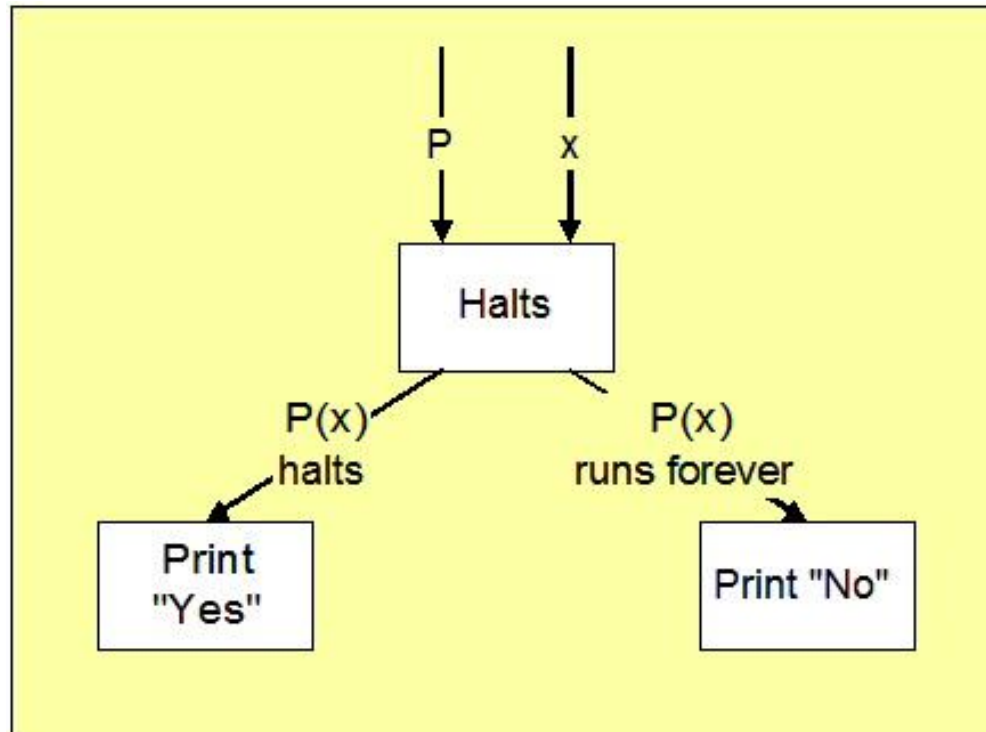 P
x
Halts
P(x)
halts
P(x)
runs forever
Print
"Yes"
Print "No"